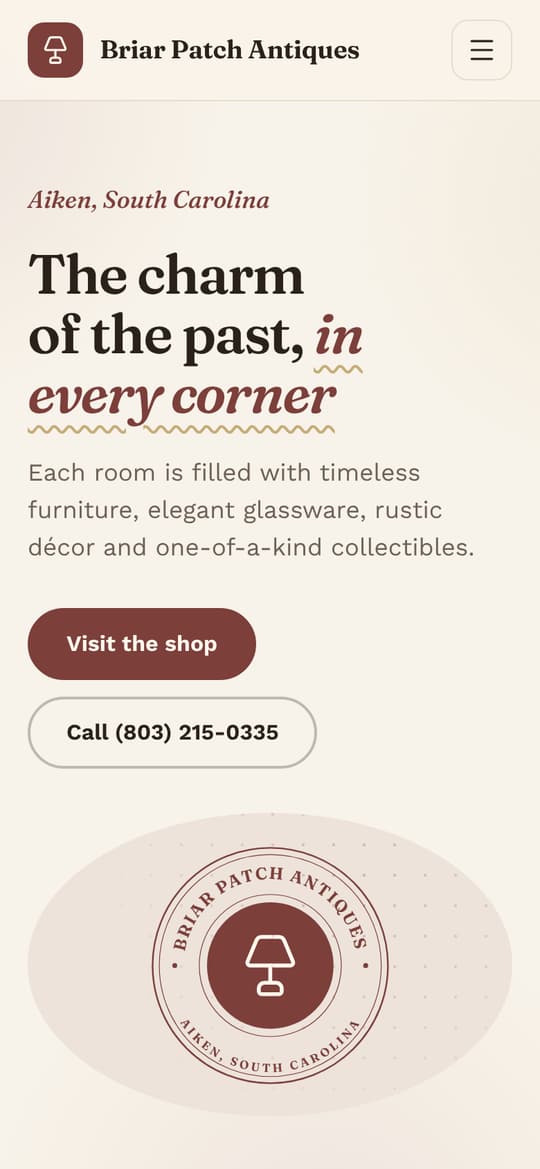 Briar Patch Antiques
Aiken, South Carolina
The charm
of the past, in
every corner
Each room is filled with timeless
furniture, elegant glassware, rustic
décor and one-of-a-kind collectibles.
Visit the shop
Call (803) 215-0335
BRIAR PATCH ANTIQUES
AIKEN, SOUTH CAROLINA